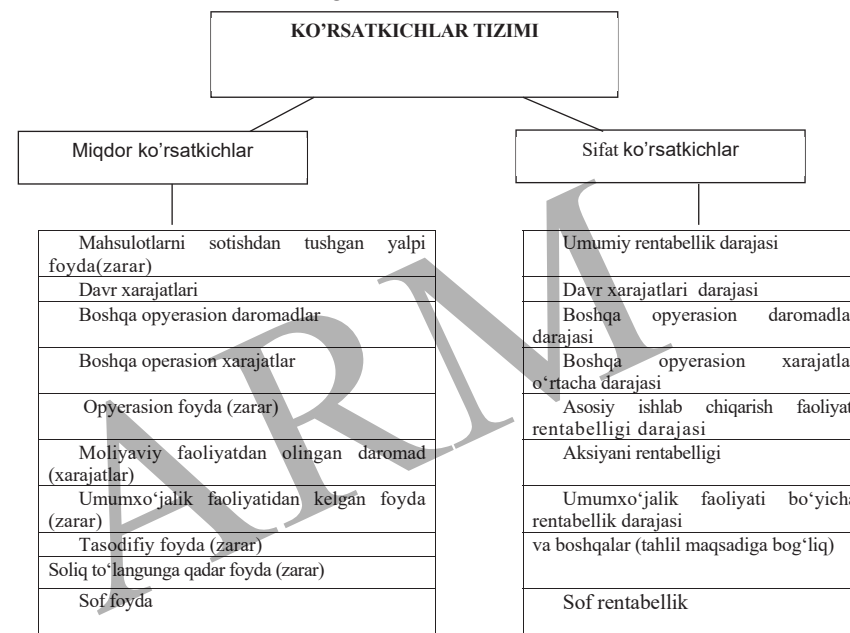 KO’RSATKICHLAR TIZIMI
Miqdor ko’rsatkichlar
Mahsulotlarni sotishdan tushgan yalpi
foyda(zarar)
Davr xarajatlari
Boshqa opyerasion daromadlar
Boshqa operasion xarajatlar
Opyerasion foyda (zarar)
Moliyaviy faoliyatdan olingan daromad
(xarajatlar)
Umumxo‘jalik faoliyatidan kelgan foyda
(zarar)
Tasodifiy foyda (zarar)
Soliq to‘langunga qadar foyda (zarar)
Sof foyda
Sifat ko’rsatkichlar
Umumiy rentabellik darajasi
Davr xarajatlari darajasi
Boshqa opyerasion daromadla
darajasi
Boshqa opyerasion xarajatla
o‘rtacha darajasi
Asosiy ishlab chiqarish faoliyat
rentabelligi darajasi
Aksiyani rentabelligi
Umumxo‘jalik faoliyati bo‘yicha
rentabellik darajasi
va boshqalar (tahlil maqsadiga bog‘liq)
Sof rentabellik
ARM